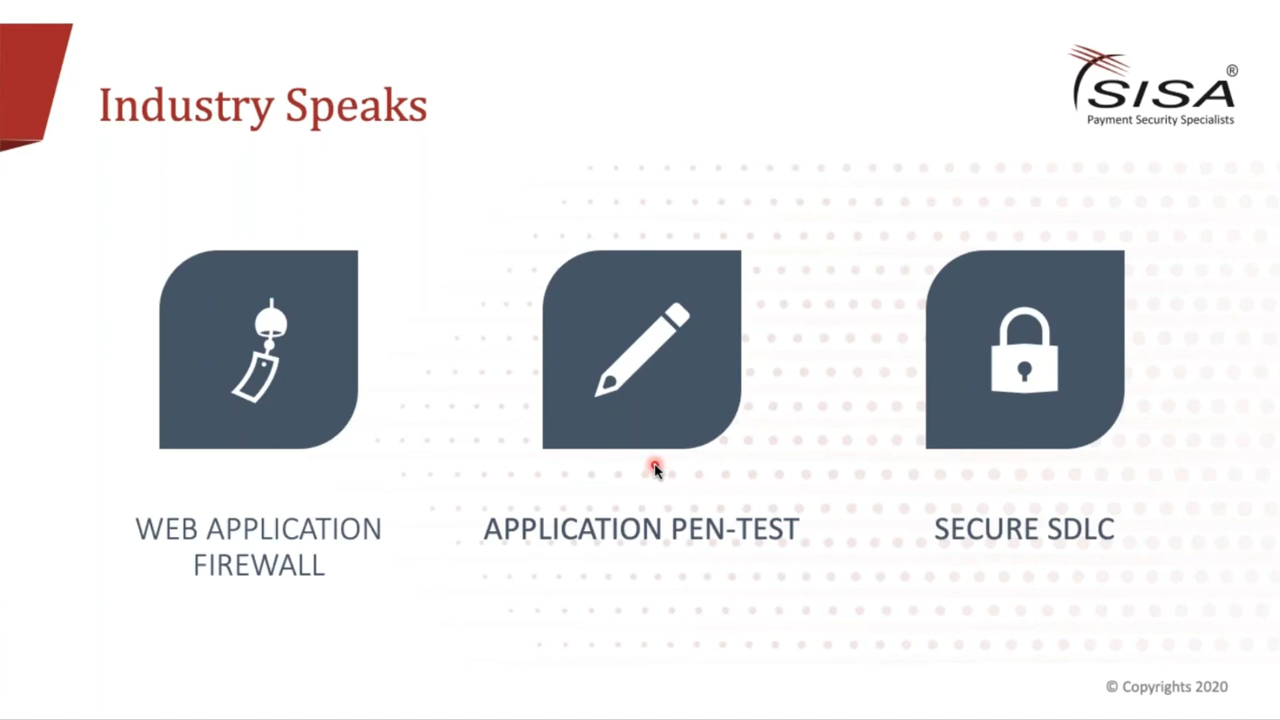 Industry Speaks
SISA®
Payment Security Specialists
WEB APPLICATION
FIREWALL
APPLICATION PEN-TEST
SECURE SDLC
© Copyrights 2020